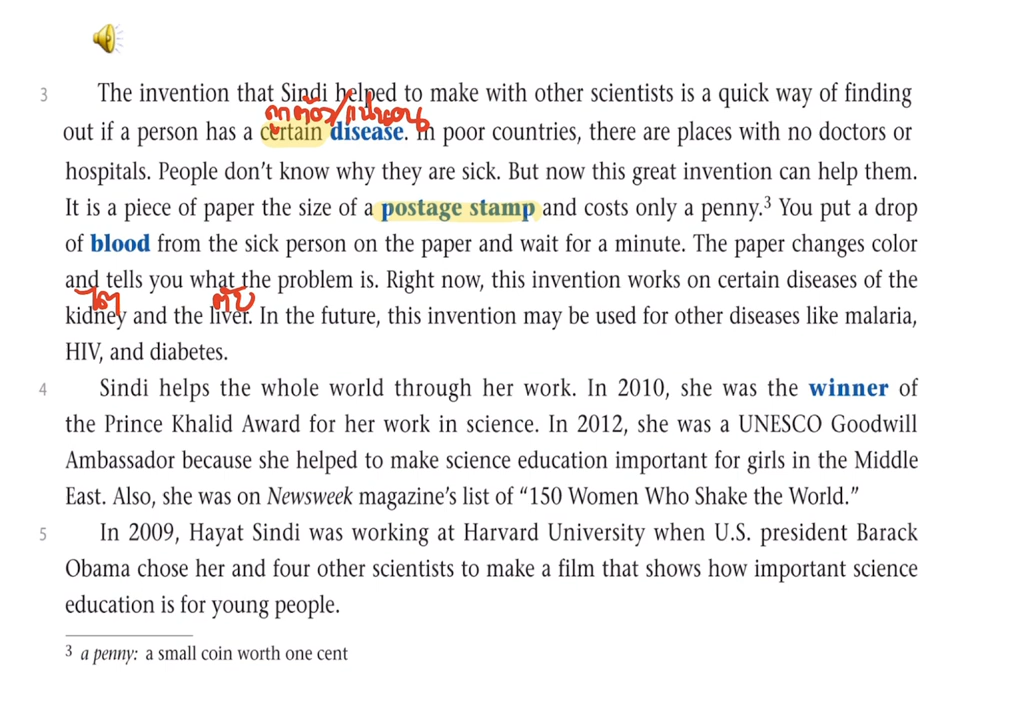 3 The invention that Sindi helped to make with other scientists is a quick way of finding
out if a person has a certain disease. In poor countries, there are places with no doctors or
hospitals. People don’t know why they are sick. But now this great invention can help them.
It is a piece of paper the size of a postage stamp and costs only a penny.3 You put a drop
of blood from the sick person on the paper and wait for a minute. The paper changes color
and tells you what the problem is. Right now, this invention works on certain diseases of the
ไต ตับ
kidney and the liver. In the future, this invention may be used for other diseases like malaria,
HIV, and diabetes.
4 Sindi helps the whole world through her work. In 2010, she was the winner of
the Prince Khalid Award for her work in science. In 2012, she was a UNESCO Goodwill
Ambassador because she helped to make science education important for girls in the Middle
East. Also, she was on Newsweek magazine’s list of “150 Women Who Shake the World.”
5 In 2009, Hayat Sindi was working at Harvard University when U.S. president Barack
Obama chose her and four other scientists to make a film that shows how important science
education is for young people.
3 a penny: a small coin worth one cent